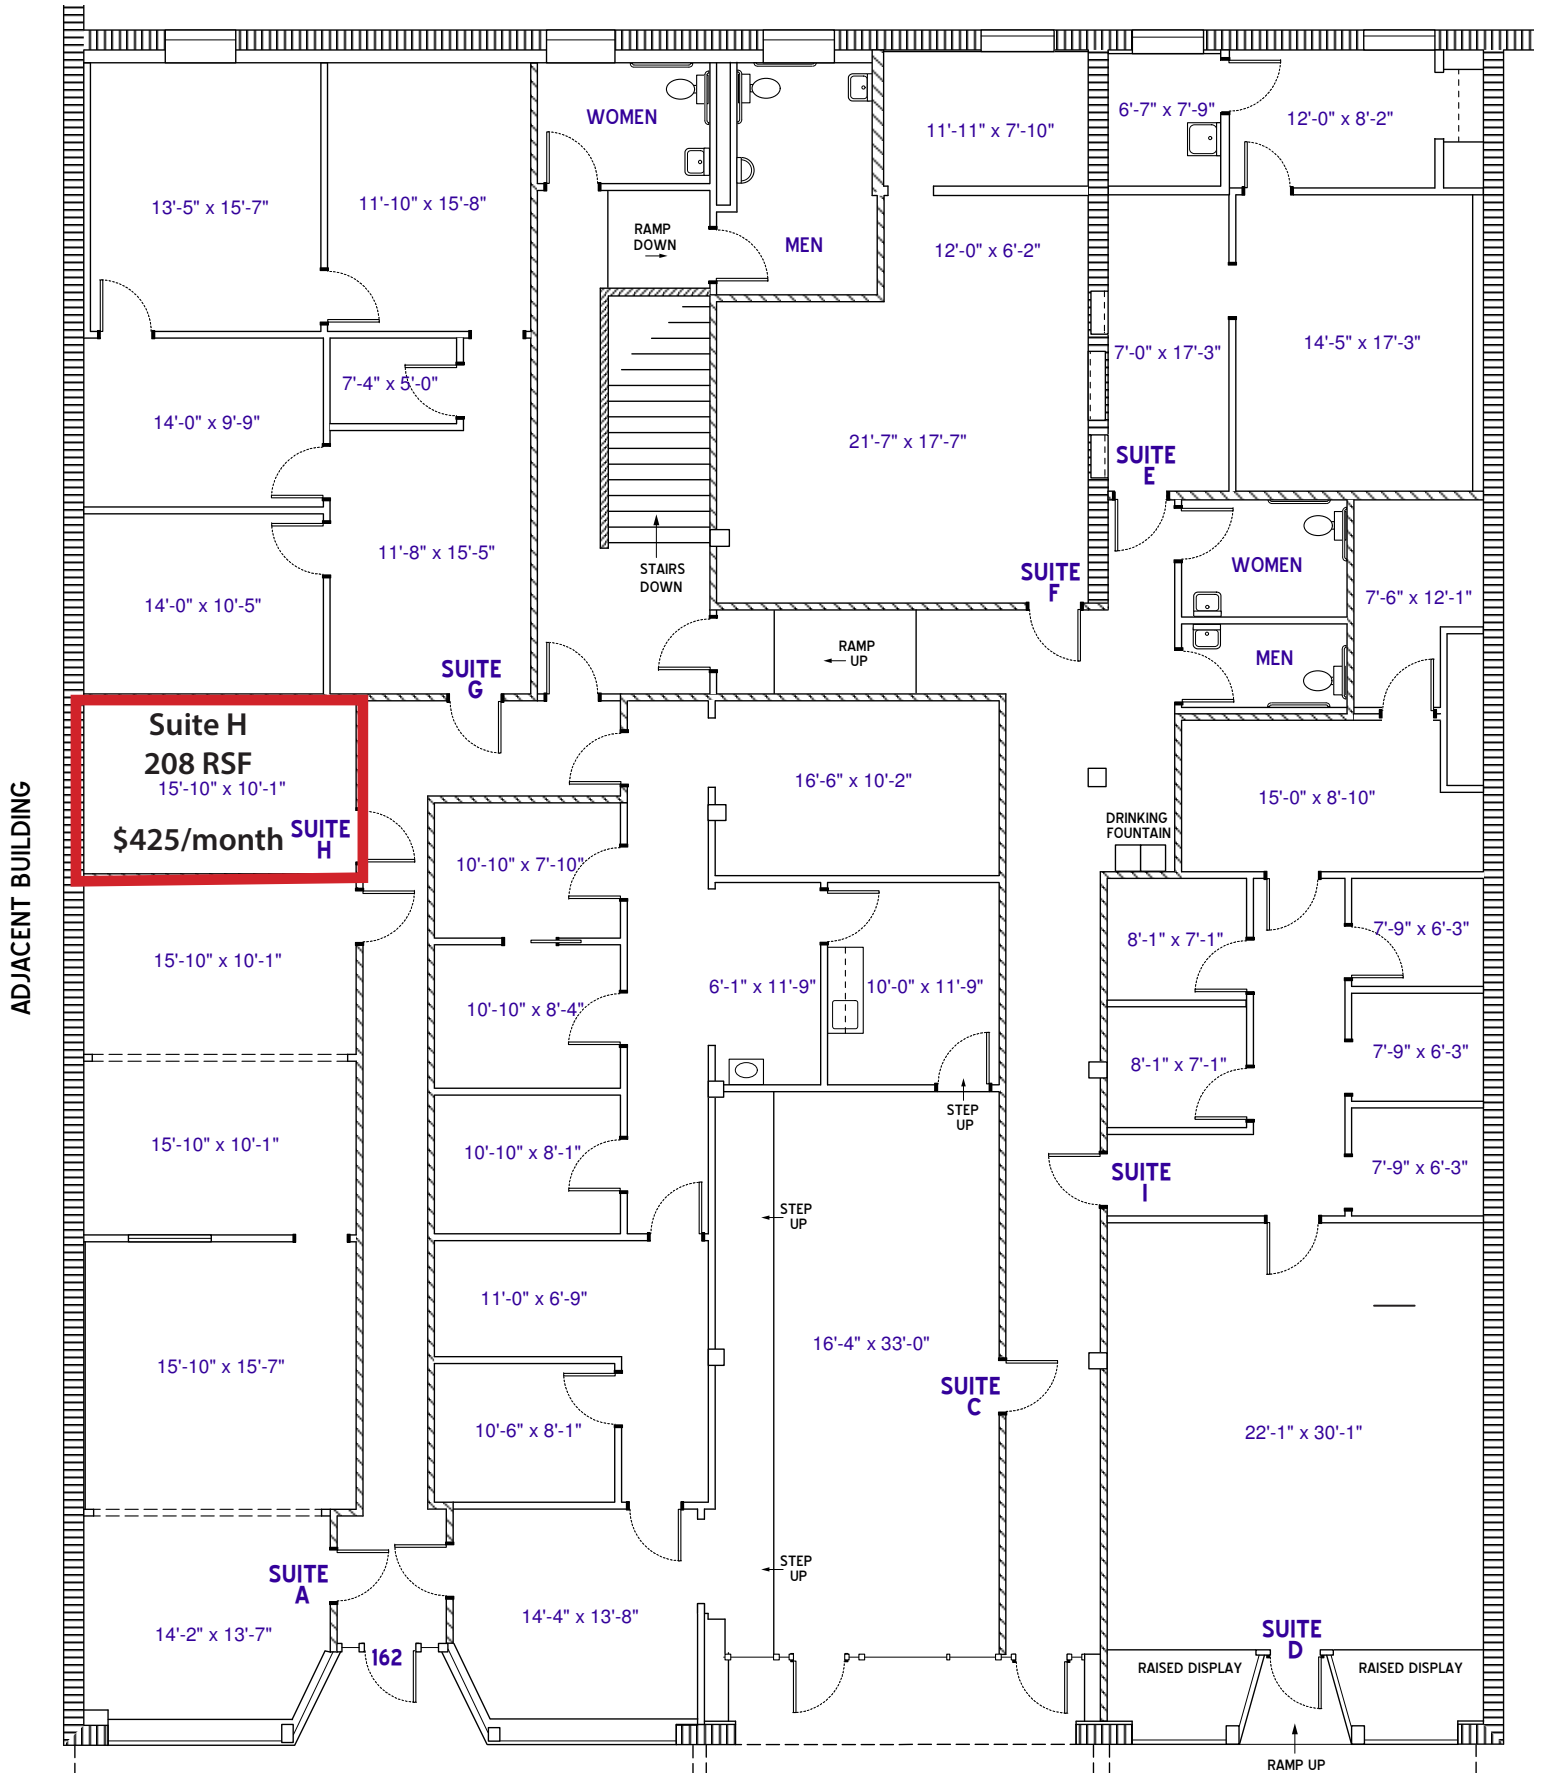 WOMEN
6'-7" x 7'-9"
12'-0" x 8'-2"
11'-11" x 7'-10"
13'-5" x 15'-7"
11'-10" x 15'-8"
RAMP
DOWN
MEN
12'-0" x 6'-2"
7'-0" x 17'-3"
14'-5" x 17'-3"
7'-4" x 5'-0"
14'-0" x 9'-9"
21'-7" x 17'-7"
SUITE
E
11'-8" x 15'-5"
STAIRS
DOWN
SUITE
F
WOMEN
7'-6" x 12'-1"
14'-0" x 10'-5"
RAMP
UP
MEN
SUITE
G
Suite H
208 RSF
15'-10" x 10'-1"
$425/month
SUITE
H
16'-6" x 10'-2"
15'-0" x 8'-10"
DRINKING
FOUNTAIN
ADJACENT BUILDING
10'-10" x 7'-10"
8'-1" x 7'-1"
7'-9" x 6'-3"
15'-10" x 10'-1"
10'-10" x 8'-4"
6'-1" x 11'-9"
10'-0" x 11'-9"
8'-1" x 7'-1"
7'-9" x 6'-3"
STEP
UP
15'-10" x 10'-1"
10'-10" x 8'-1"
SUITE
I
7'-9" x 6'-3"
STEP
UP
11'-0" x 6'-9"
16'-4" x 33'-0"
15'-10" x 15'-7"
SUITE
C
10'-6" x 8'-1"
22'-1" x 30'-1"
STEP
UP
SUITE
A
14'-4" x 13'-8"
14'-2" x 13'-7"
162
SUITE
D
RAISED DISPLAY
RAISED DISPLAY
RAMP UP